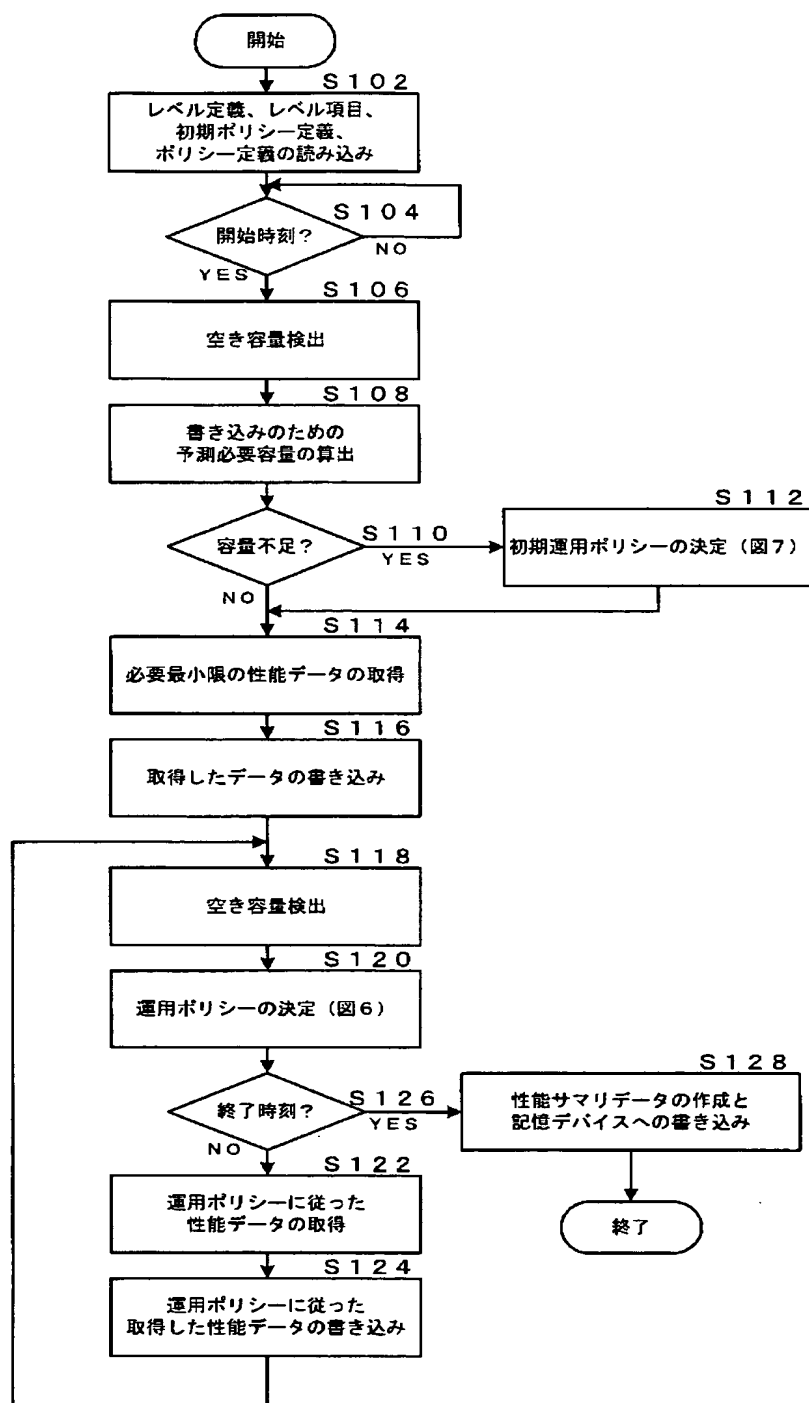 開始
S102
レベル定義、レベル項目、
初期ポリシー定義、
ポリシー定義の読み込み
S104
開始時刻?
NO
YES
S106
空き容量検出
S108
書き込みのための
予測必要容量の算出
S110
容量不足?
YES
NO
S112
初期運用ポリシーの決定（図7）
S114
必要最小限の性能データの取得
S116
取得したデータの書き込み
S118
空き容量検出
S120
運用ポリシーの決定（図6）
S126
終了時刻?
YES
NO
S128
性能サマリデータの作成と
記憶デバイスへの書き込み
終了
S122
運用ポリシーに従った
性能データの取得
S124
運用ポリシーに従った
取得した性能データの書き込み